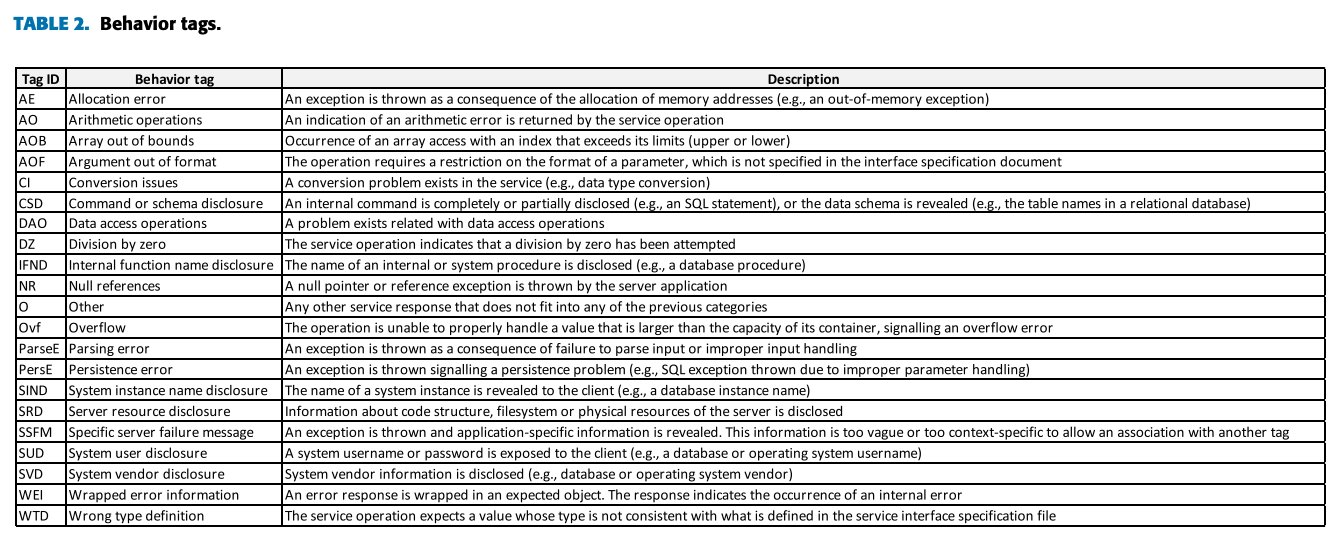 TABLE 2. Behavior tags.
Tag ID Behavior tag Description
AE Allocation error An exception is thrown as a consequence of the allocation of memory addresses (e.g., an out-of-memory exception)
AO Arithmetic operations An indication of an arithmetic error is returned by the service operation
AOB Array out of bounds Occurrence of an array access with an index that exceeds its limits (upper or lower)
AOF Argument out of format The operation requires a restriction on the format of a parameter, which is not specified in the interface specification document
CI Conversion issues A conversion problem exists in the service (e.g., data type conversion)
CSD Command or schema disclosure An internal command is completely or partially disclosed (e.g., an SQL statement), or the data schema is revealed (e.g., the table names in a relational database)
DAO Data access operations A problem exists related with data access operations
DZ Division by zero The service operation indicates that a division by zero has been attempted
IFND Internal function name disclosure The name of an internal or system procedure is disclosed (e.g., a database procedure)
NR Null references A null pointer or reference exception is thrown by the server application
O Other Any other service response that does not fit into any of the previous categories
Ovf Overflow The operation is unable to properly handle a value that is larger than the capacity of its container, signalling an overflow error
ParseE Parsing error An exception is thrown as a consequence of failure to parse input or improper input handling
PersE Persistence error An exception is thrown signalling a persistence problem (e.g., SQL exception thrown due to improper parameter handling)
SIND System instance name disclosure The name of a system instance is revealed to the client (e.g., a database instance name)
SRD Server resource disclosure Information about code structure, filesystem or physical resources of the server is disclosed
SSFM Specific server failure message An exception is thrown and application-specific information is revealed. This information is too vague or too context-specific to allow an association with another tag
SUD System user disclosure A system username or password is exposed to the client (e.g., a database or operating system username)
SVD System vendor disclosure System vendor information is disclosed (e.g., database or operating system vendor)
WEI Wrapped error information An error response is wrapped in an expected object. The response indicates the occurrence of an internal error
WTD Wrong type definition The service operation expects a value whose type is not consistent with what is defined in the service interface specification file